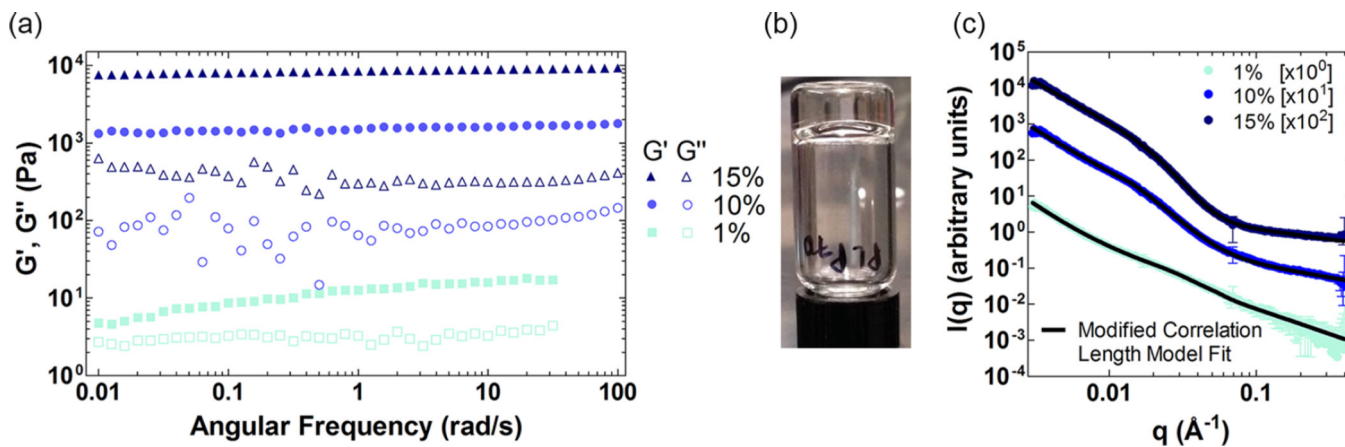 (a)
10⁴
10³
10²
10¹
10⁰
G', G'' (Pa)
0.01
0.1
1
10
100
Angular Frequency (rad/s)
G' G''
15%
10%
1%
(b)
(c)
10⁵
10⁴
10³
10²
10¹
10⁰
10⁻¹
10⁻²
10⁻³
10⁻⁴
I(q) (arbitrary units)
1% [x10⁰]
10% [x10¹]
15% [x10²]
Modified Correlation
Length Model Fit
0.01
0.1
q (Å⁻¹)